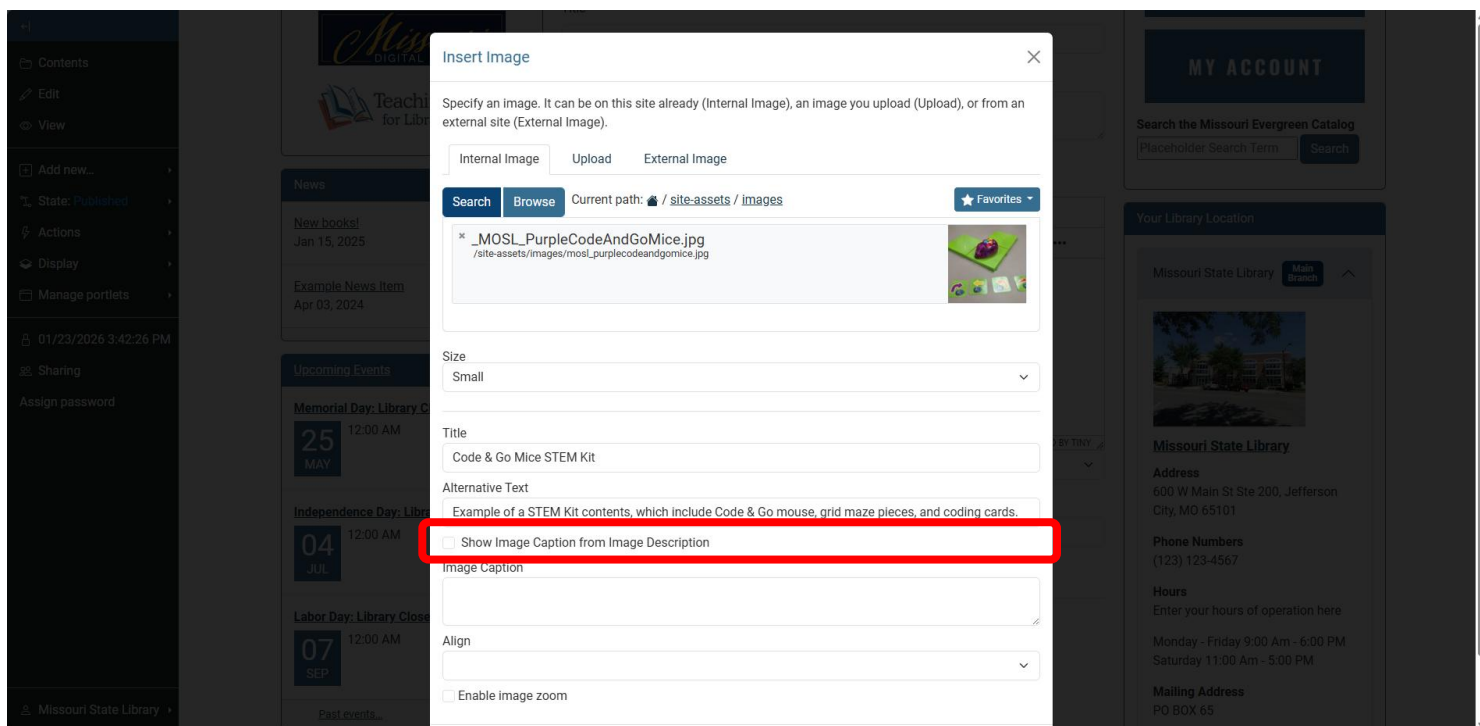 Contents
Edit
View
Add new...
State: Published
Actions
Display
Manage portlets
01/23/2026 3:42:26 PM
Sharing
Assign password
Missouri State Library
DIGITAL
Teachi
for Libr
News
New books!
Jan 15, 2025
Example News Item
Apr 03, 2024
Upcoming Events
Memorial Day: Library C
25
MAY
12:00 AM
Independence Day: Libra
04
JUL
12:00 AM
Labor Day: Library Close
07
SEP
12:00 AM
Past events...
Insert Image
Specify an image. It can be on this site already (Internal Image), an image you upload (Upload), or from an
external site (External Image).
Internal Image Upload External Image
Search Browse Current path: / site-assets / images Favorites
_MOSL_PurpleCodeAndGoMice.jpg
/site-assets/images/mosl_purplecodeandgomice.jpg
Size
Small
Title
Code & Go Mice STEM Kit
Alternative Text
Example of a STEM Kit contents, which include Code & Go mouse, grid maze pieces, and coding cards.
Show Image Caption from Image Description
Image Caption
Align
Enable image zoom
BY TINY
MY ACCOUNT
Search the Missouri Evergreen Catalog
Placeholder Search Term Search
Your Library Location
Missouri State Library Main Branch
Missouri State Library
Address
600 W Main St Ste 200, Jefferson
City, MO 65101
Phone Numbers
(123) 123-4567
Hours
Enter your hours of operation here
Monday - Friday 9:00 Am - 6:00 PM
Saturday 11:00 Am - 5:00 PM
Mailing Address
PO BOX 65